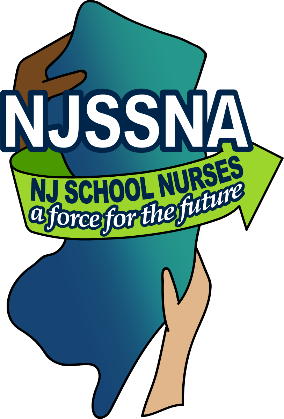 NJSSNA
NJ SCHOOL NURSES
a force for the future